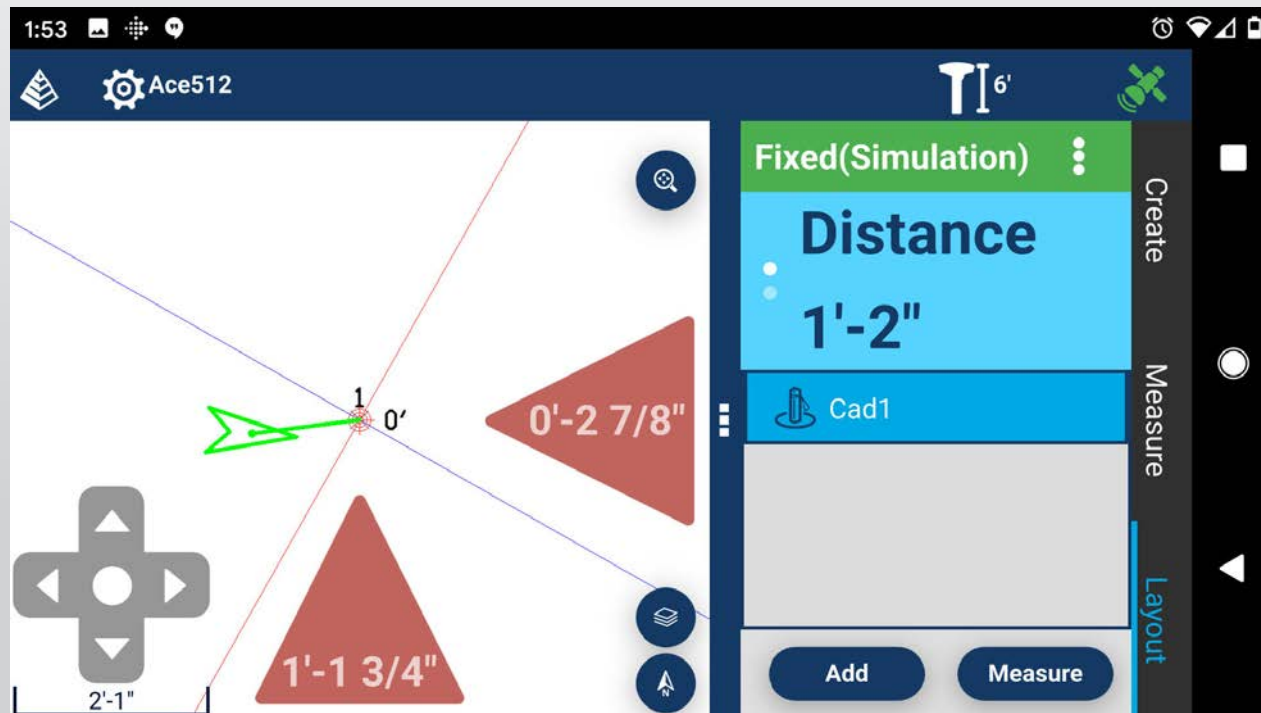 1:53
Ace512
6'
Fixed(Simulation)
Distance
1'-2"
Cad1
Add
Measure
Create
Measure
Layout
1
0'
0'-2 7/8"
1'-1 3/4"
2'-1"
N